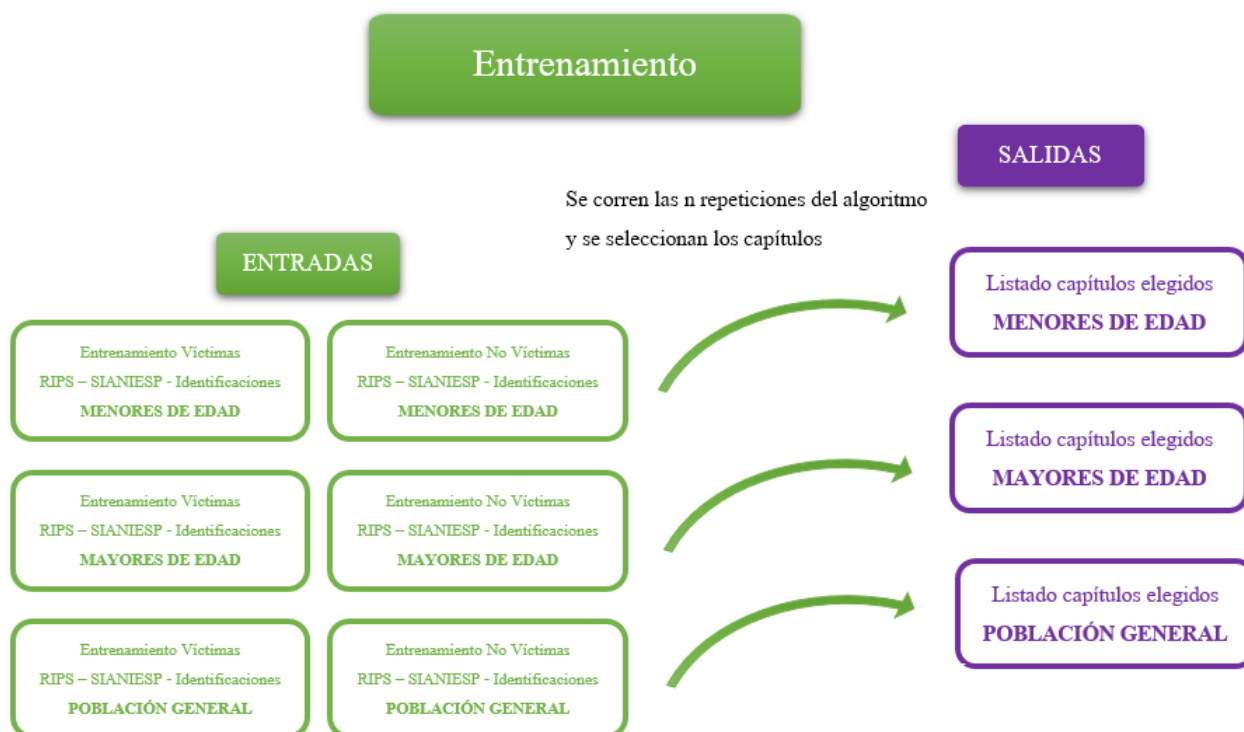 Entrenamiento
SALIDAS
Se corren las n repeticiones del algoritmo
y se seleccionan los capítulos
ENTRADAS
Entrenamiento Víctimas
RIPS – SIANIESP - Identificaciones
MENORES DE EDAD
Entrenamiento No Víctimas
RIPS – SIANIESP - Identificaciones
MENORES DE EDAD
Listado capítulos elegidos
MENORES DE EDAD
Entrenamiento Víctimas
RIPS – SIANIESP - Identificaciones
MAYORES DE EDAD
Entrenamiento No Víctimas
RIPS – SIANIESP - Identificaciones
MAYORES DE EDAD
Listado capítulos elegidos
MAYORES DE EDAD
Entrenamiento Víctimas
RIPS – SIANIESP - Identificaciones
POBLACIÓN GENERAL
Entrenamiento No Víctimas
RIPS – SIANIESP - Identificaciones
POBLACIÓN GENERAL
Listado capítulos elegidos
POBLACIÓN GENERAL